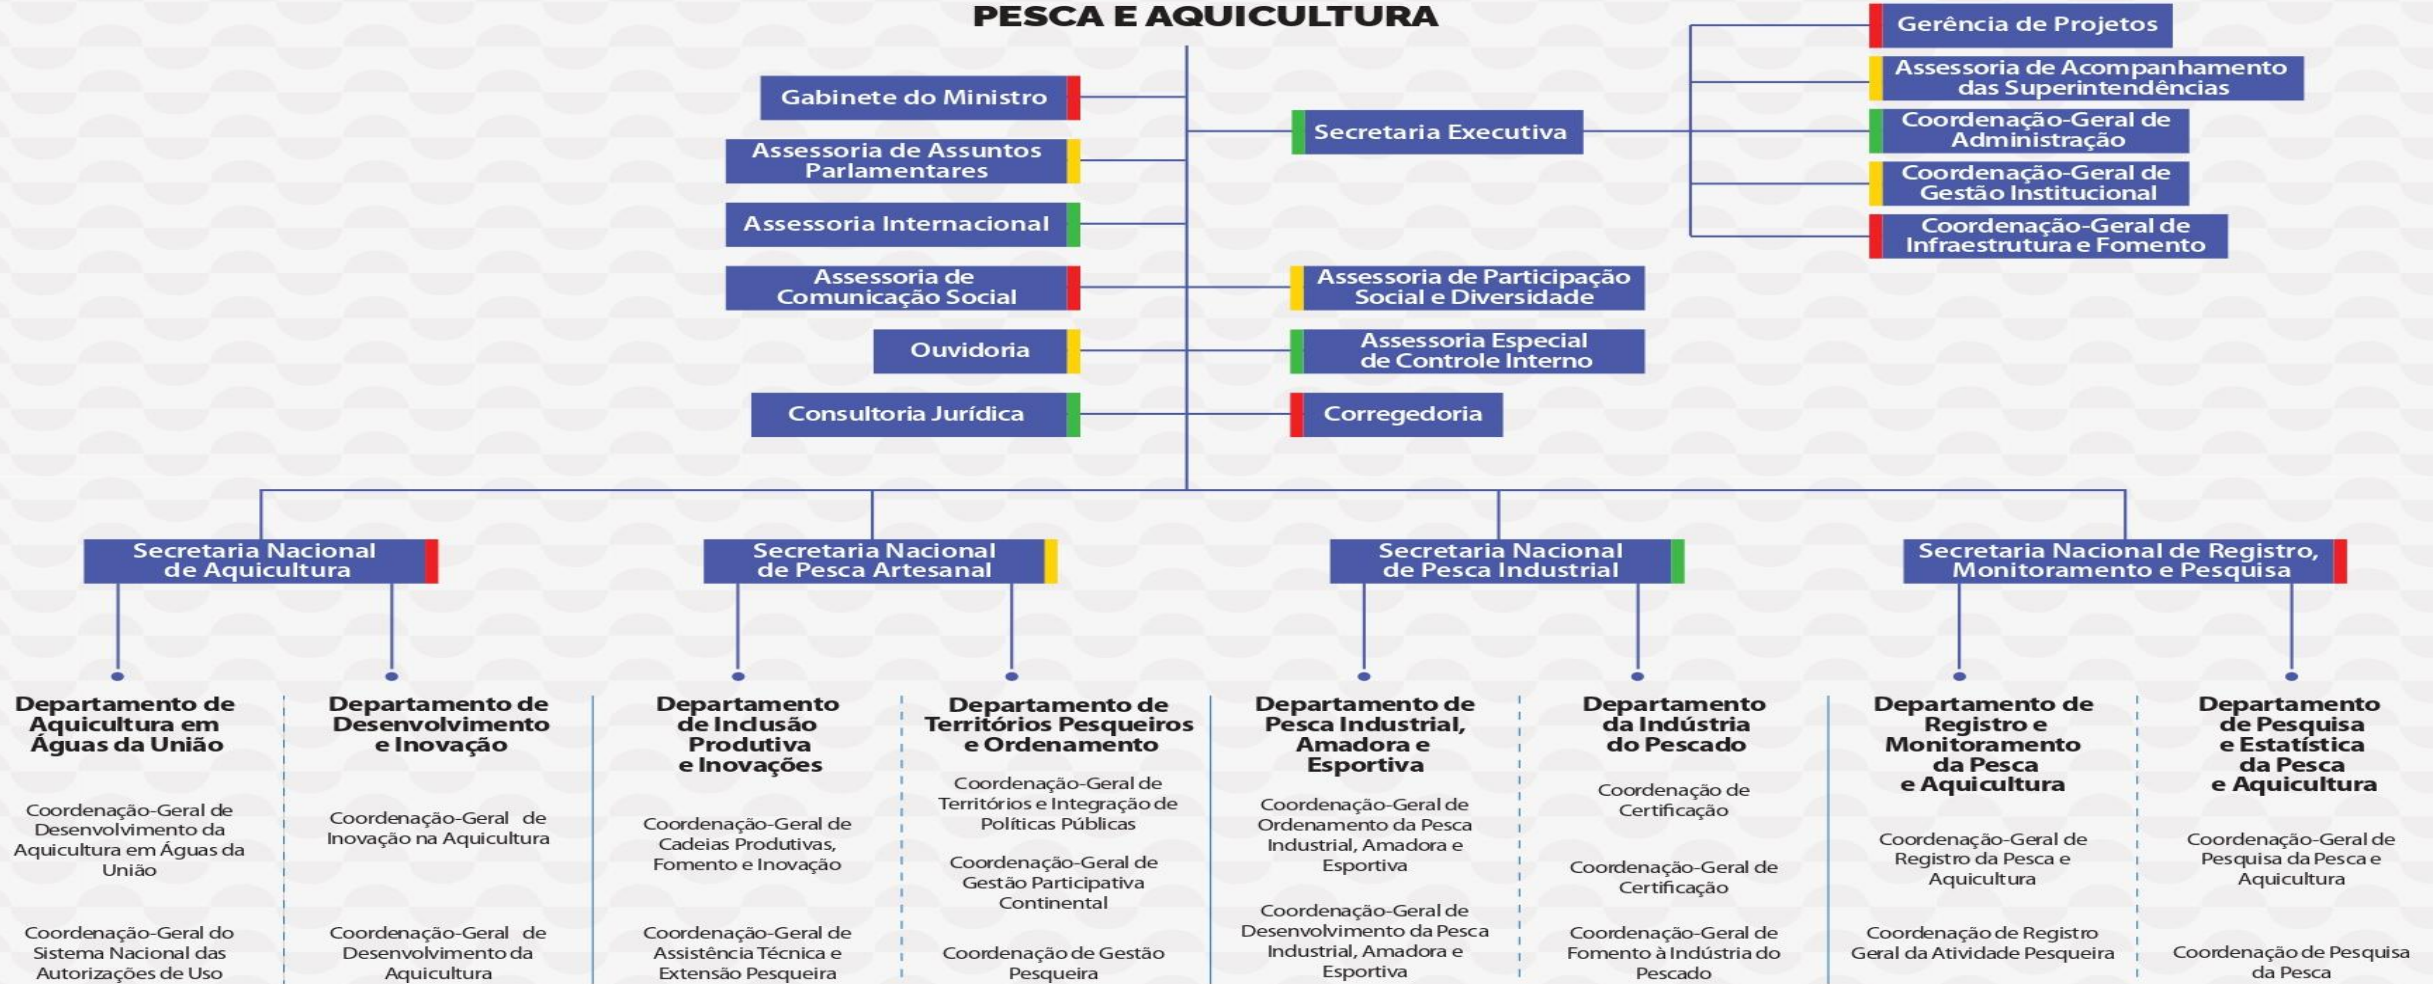 PESCA E AQUICULTURA
Gabinete do Ministro
Assessoria de Assuntos
Parlamentares
Assessoria Internacional
Assessoria de
Comunicação Social
Ouvidoria
Consultoria Jurídica
Secretaria Executiva
Assessoria de Participação
Social e Diversidade
Assessoria Especial
de Controle Interno
Corregedoria
Gerência de Projetos
Assessoria de Acompanhamento
das Superintendências
Coordenação-Geral de
Administração
Coordenação-Geral de
Gestão Institucional
Coordenação-Geral de
Infraestrutura e Fomento
Secretaria Nacional
de Aquicultura
Secretaria Nacional
de Pesca Artesanal
Secretaria Nacional
de Pesca Industrial
Secretaria Nacional de Registro,
Monitoramento e Pesquisa
Departamento de
Aquicultura em
Águas da União
Coordenação-Geral de
Desenvolvimento da
Aquicultura em Águas da
União
Coordenação-Geral do
Sistema Nacional das
Autorizações de Uso
Departamento de
Desenvolvimento
e Inovação
Coordenação-Geral de
Inovação na Aquicultura
Coordenação-Geral de
Desenvolvimento da
Aquicultura
Departamento
de Inclusão
Produtiva
e Inovações
Coordenação-Geral de
Cadeias Produtivas,
Fomento e Inovação
Coordenação-Geral de
Assistência Técnica e
Extensão Pesqueira
Departamento de
Territórios Pesqueiros
e Ordenamento
Coordenação-Geral de
Territórios e Integração de
Políticas Públicas
Coordenação-Geral de
Gestão Participativa
Continental
Coordenação de Gestão
Pesqueira
Departamento de
Pesca Industrial,
Amadora e
Esportiva
Coordenação-Geral de
Ordenamento da Pesca
Industrial, Amadora e
Esportiva
Coordenação-Geral de
Desenvolvimento da Pesca
Industrial, Amadora e
Esportiva
Departamento
da Indústria
do Pescado
Coordenação de
Certificação
Coordenação-Geral de
Certificação
Coordenação-Geral de
Fomento à Indústria do
Pescado
Departamento de
Registro e
Monitoramento
da Pesca
e Aquicultura
Coordenação-Geral de
Registro da Pesca e
Aquicultura
Coordenação de Registro
Geral da Atividade Pesqueira
Departamento
de Pesquisa
e Estatística
da Pesca
e Aquicultura
Coordenação-Geral de
Pesquisa da Pesca e
Aquicultura
Coordenação de Pesquisa
da Pesca